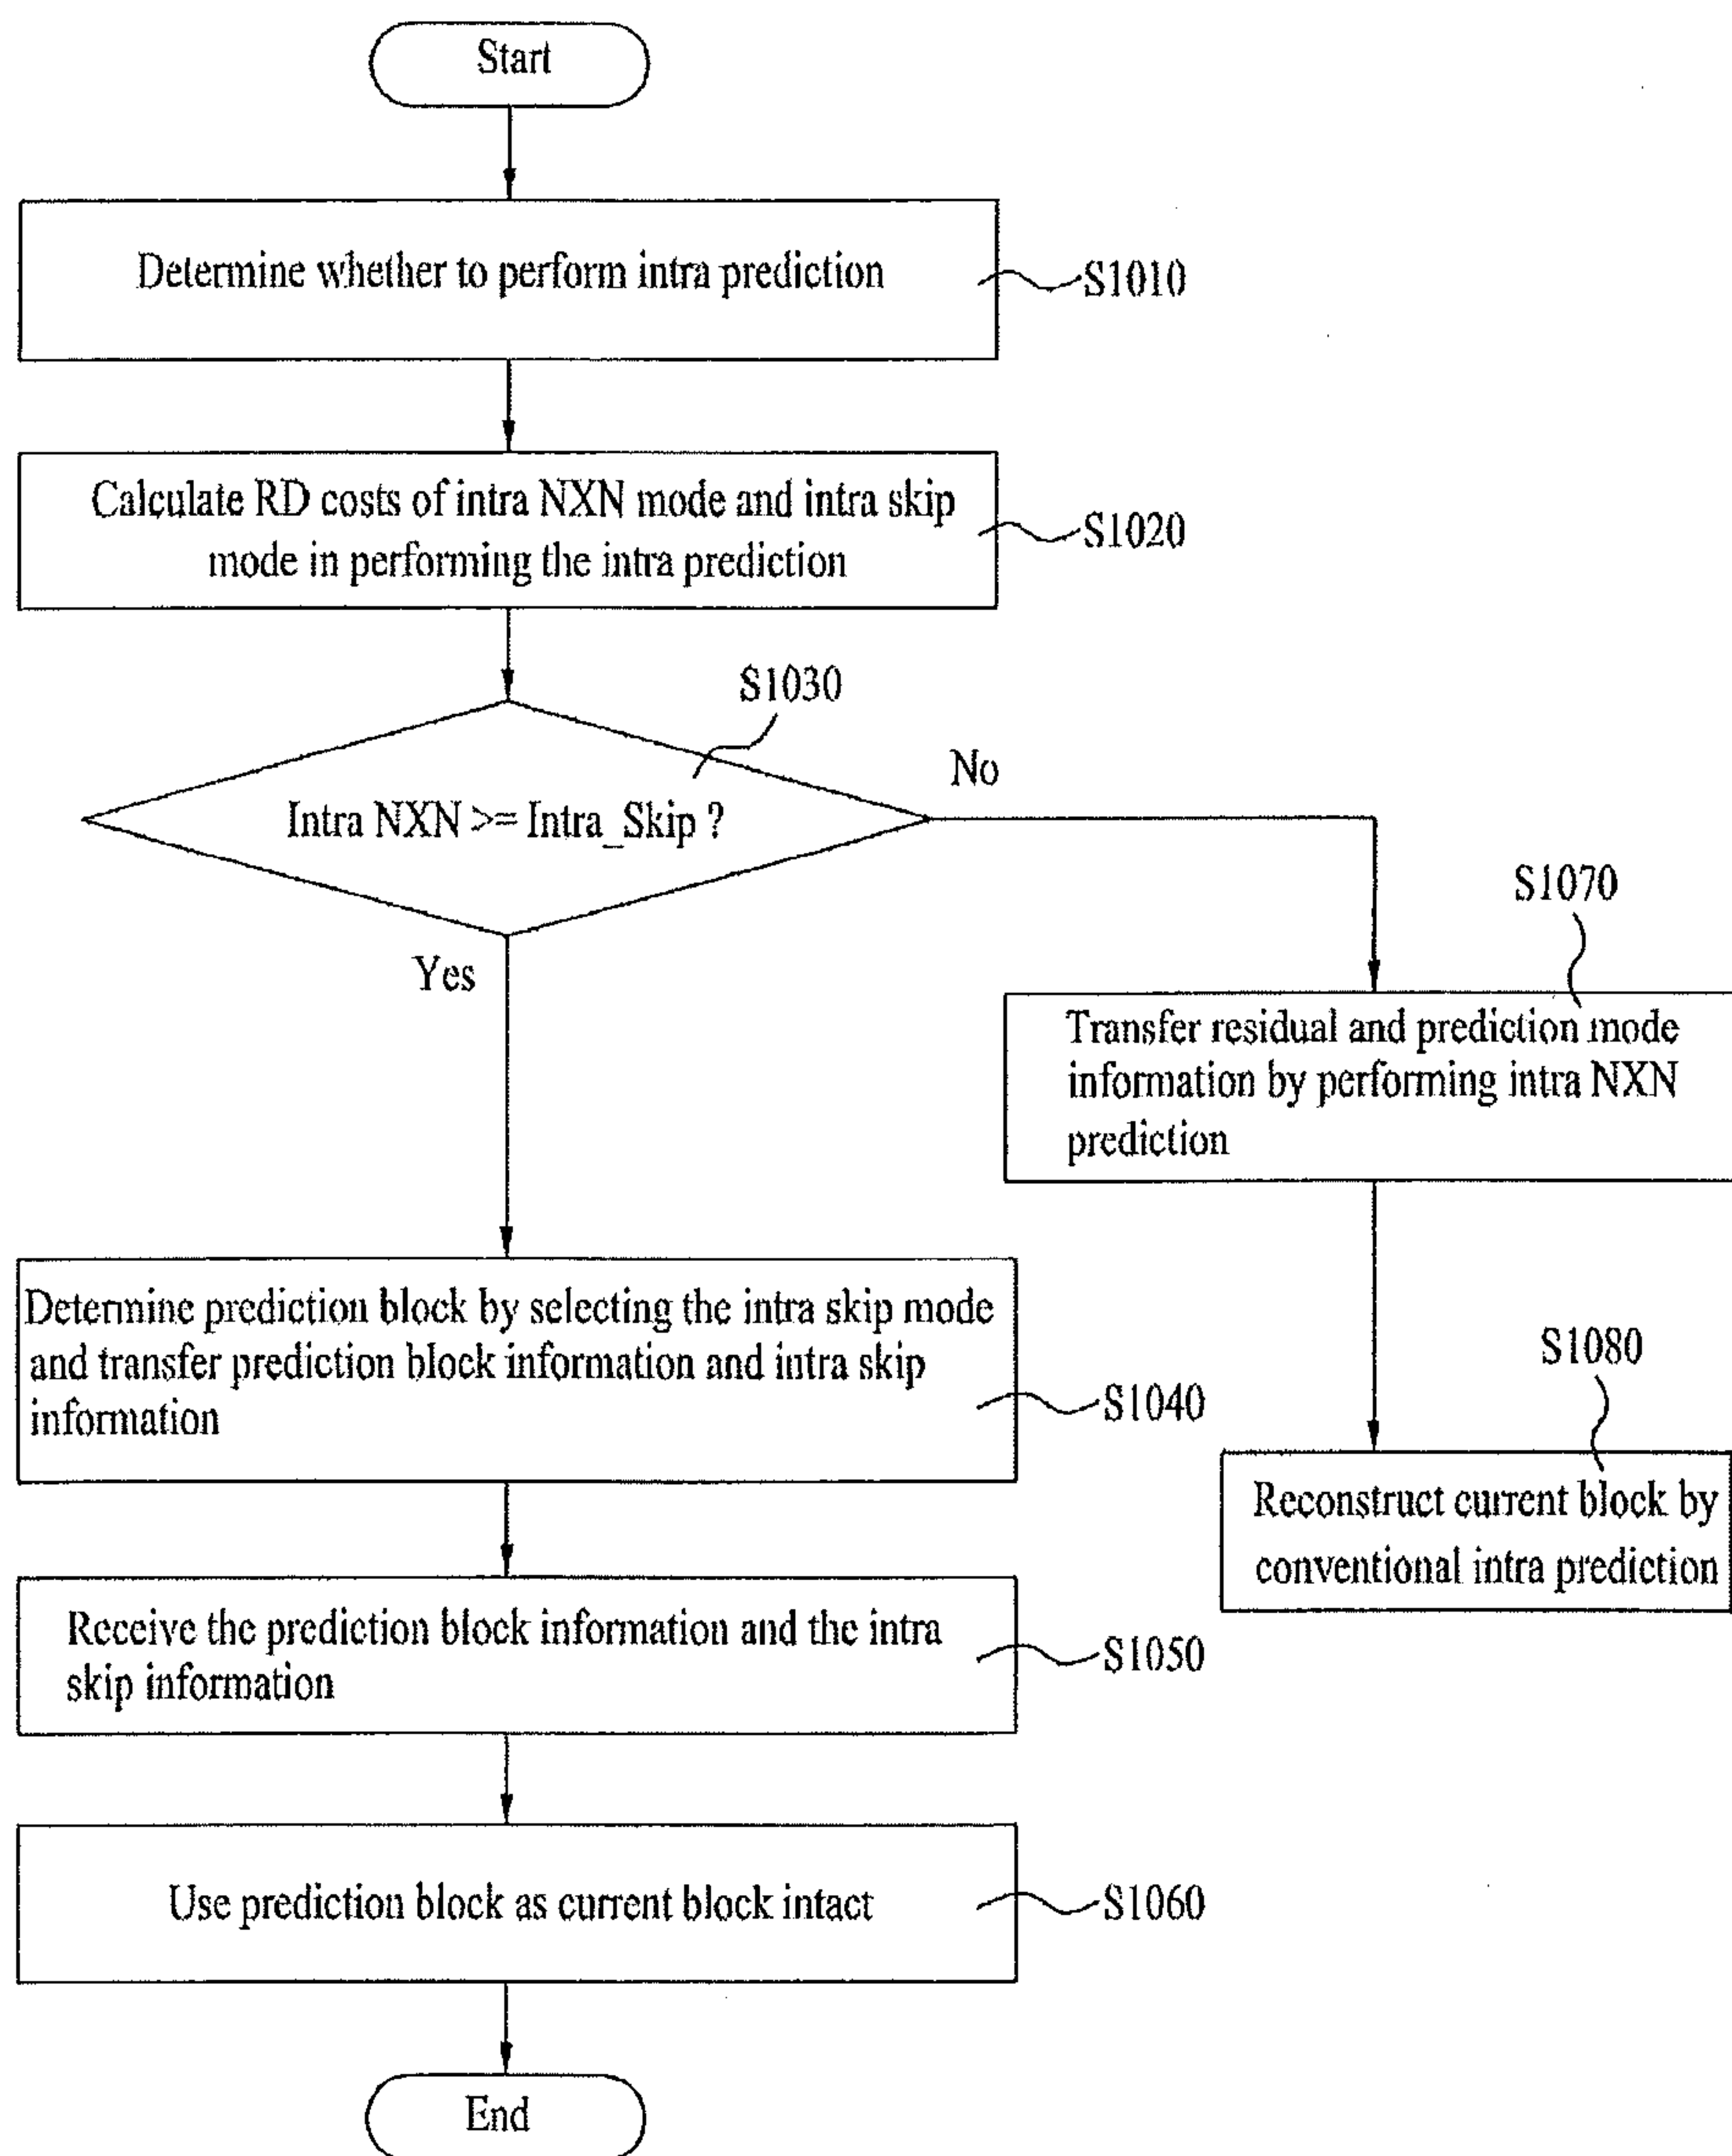 Start
Determine whether to perform intra prediction
S1010
Calculate RD costs of intra NXN mode and intra skip
mode in performing the intra prediction
S1020
S1030
Intra NXN >= Intra_Skip ?
No
Yes
S1070
Transfer residual and prediction mode
information by performing intra NXN
prediction
S1080
Reconstruct current block by
conventional intra prediction
Determine prediction block by selecting the intra skip mode
and transfer prediction block information and intra skip
information
S1040
Receive the prediction block information and the intra
skip information
S1050
Use prediction block as current block intact
S1060
End